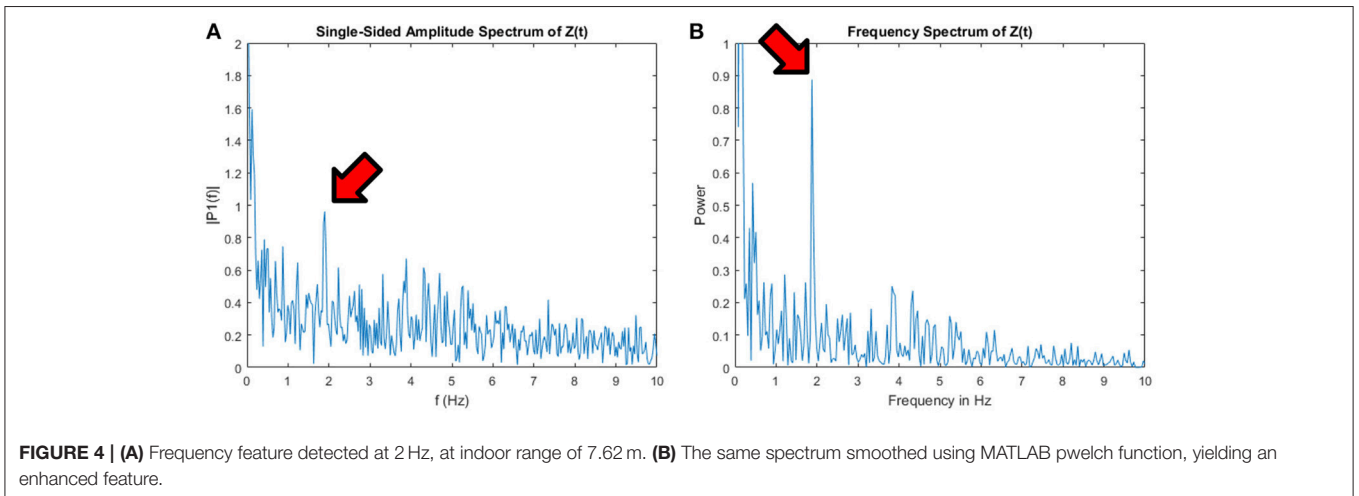 A
Single-Sided Amplitude Spectrum of Z(t)
2
1.8
1.6
1.4
1.2
1
0.8
0.6
0.4
0.2
0
|P1(f)|
0 1 2 3 4 5 6 7 8 9 10
f (Hz)
B
Frequency Spectrum of Z(t)
1
0.9
0.8
0.7
0.6
0.5
0.4
0.3
0.2
0.1
0
Power
0 1 2 3 4 5 6 7 8 9 10
Frequency in Hz
FIGURE 4 | (A) Frequency feature detected at 2 Hz, at indoor range of 7.62 m. (B) The same spectrum smoothed using MATLAB pwelch function, yielding an
enhanced feature.